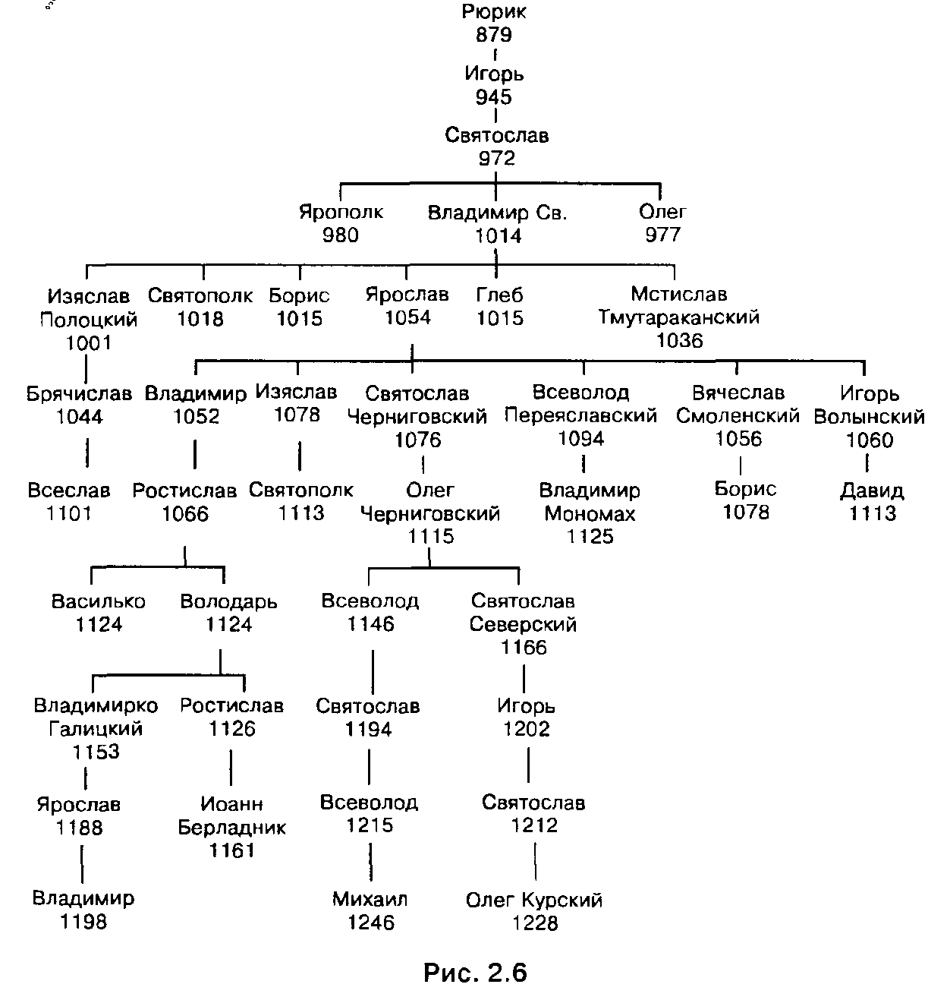 Рюрик
879
Игорь
945
Святослав
972
Ярополк
980
Владимир Св.
1014
Олег
977
Изяслав
Полоцкий
1001
Святополк
1018
Борис
1015
Ярослав
1054
Глеб
1015
Мстислав
Тмутараканский
1036
Брячислав
1044
Владимир
1052
Изяслав
1078
Святослав
Черниговский
1076
Всеволод
Переяславский
1094
Вячеслав
Смоленский
1056
Игорь
Волынский
1060
Всеслав
1101
Ростислав
1066
Святополк
1113
Олег
Черниговский
1115
Владимир
Мономах
1125
Борис
1078
Давид
1113
Василько
1124
Володарь
1124
Всеволод
1146
Святослав
Северский
1166
Владимирко
Галицкий
1153
Ростислав
1126
Святослав
1194
Игорь
1202
Ярослав
1188
Иоанн
Берладник
1161
Всеволод
1215
Святослав
1212
Владимир
1198
Михаил
1246
Олег Курский
1228
Рис. 2.6